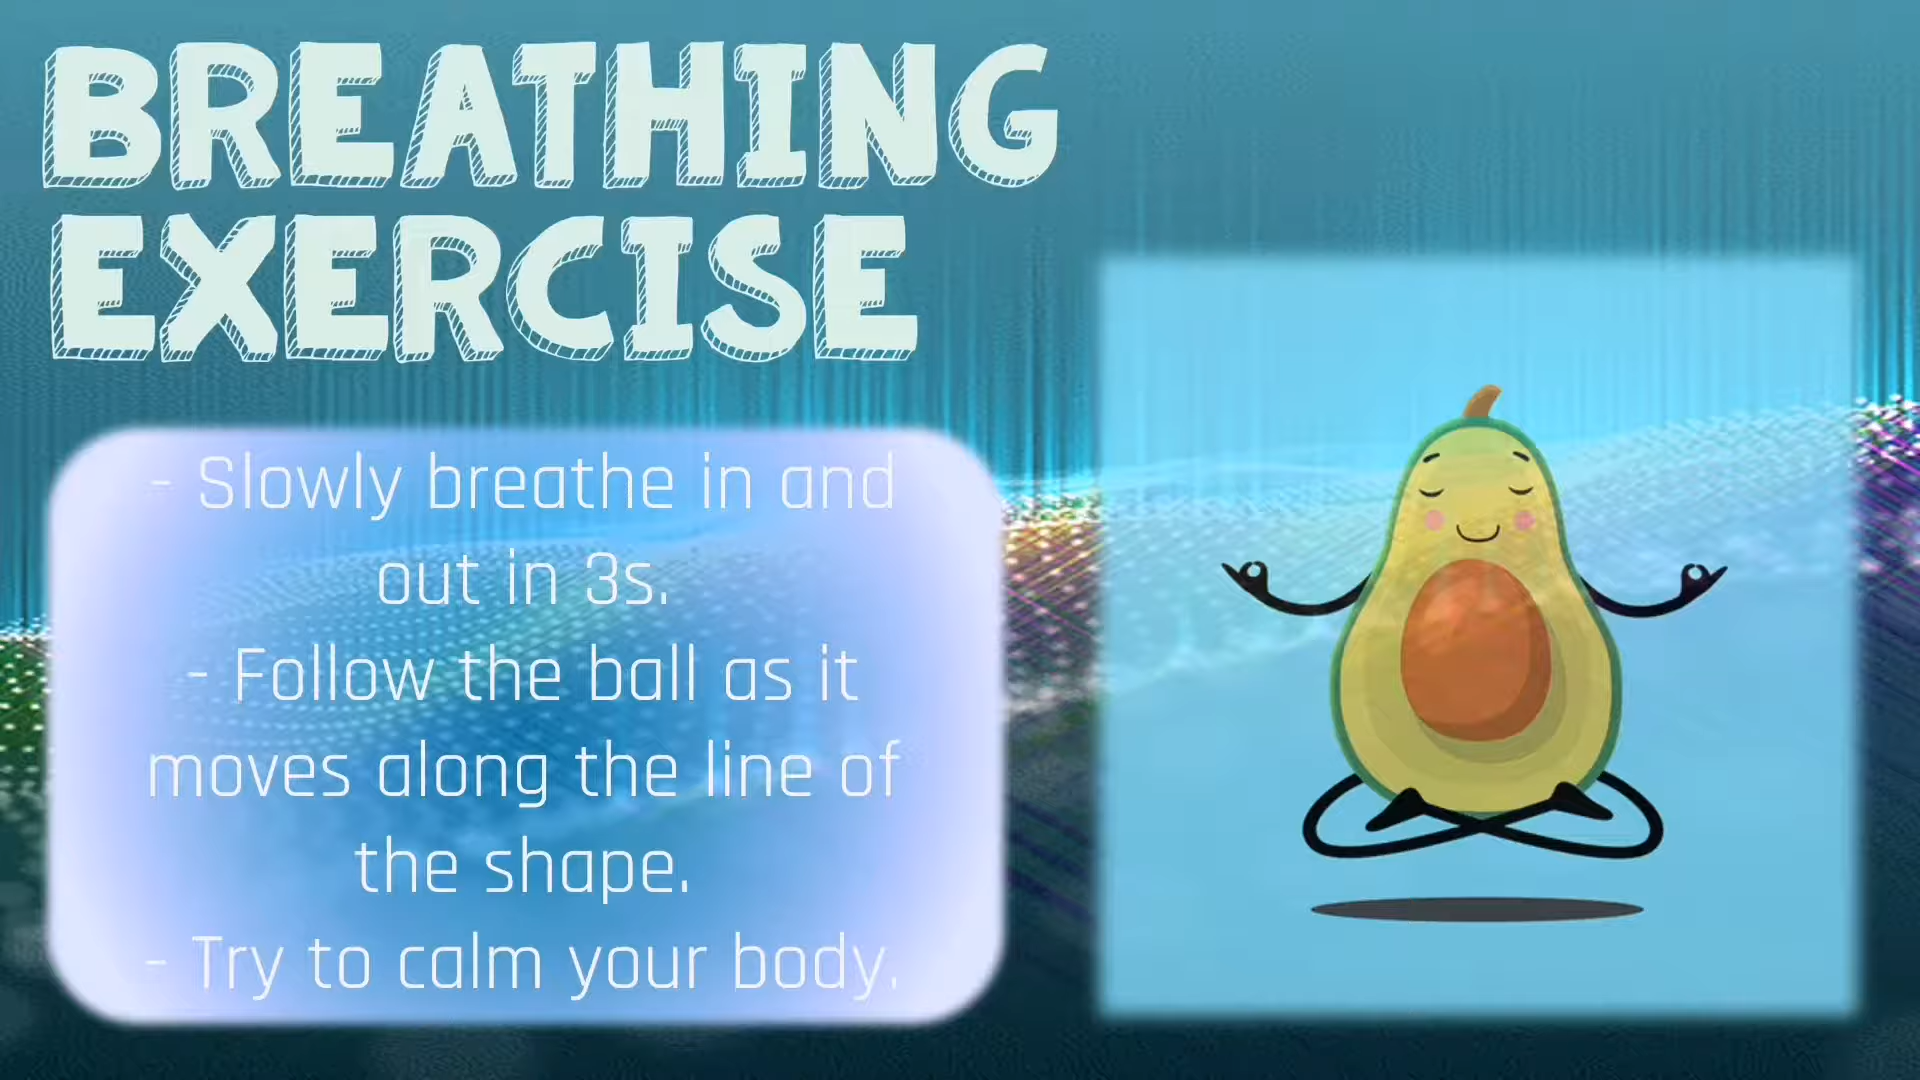 BREATHING
EXERCISE
- Slowly breathe in and
out in 3s.
- Follow the ball as it
moves along the line of
the shape.
- Try to calm your body.